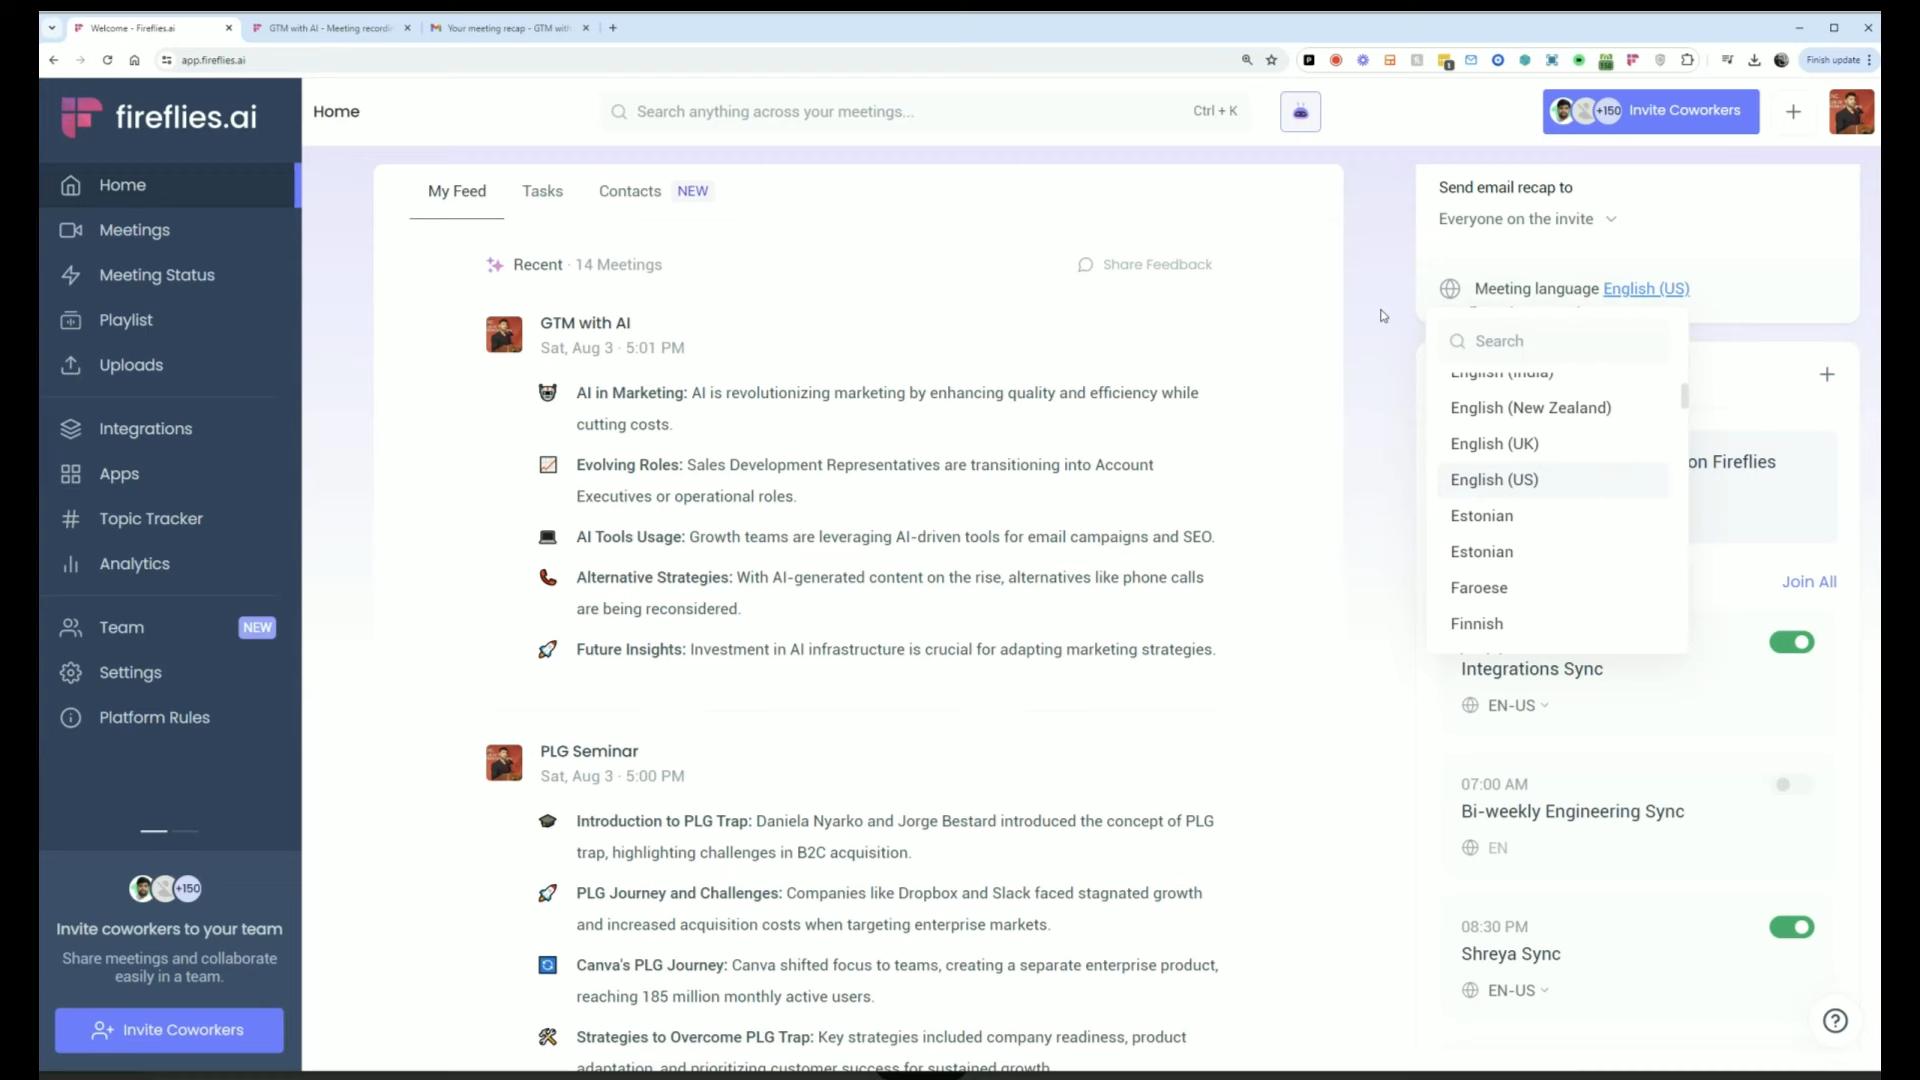 Welcome - Fireflies.ai
GTM with AI - Meeting recordi
Your meeting recap - GTM with
app.fireflies.ai
Finish update
fireflies.ai
Home
Search anything across your meetings...
Ctrl + K
+150
Invite Coworkers
Home
Meetings
Meeting Status
Playlist
Uploads
Integrations
Apps
Topic Tracker
Analytics
Team
NEW
Settings
Platform Rules
+150
Invite coworkers to your team
Share meetings and collaborate
easily in a team.
Invite Coworkers
My Feed
Tasks
Contacts
NEW
Recent · 14 Meetings
Share Feedback
GTM with AI
Sat, Aug 3 · 5:01 PM
AI in Marketing: AI is revolutionizing marketing by enhancing quality and efficiency while
cutting costs.
Evolving Roles: Sales Development Representatives are transitioning into Account
Executives or operational roles.
AI Tools Usage: Growth teams are leveraging AI-driven tools for email campaigns and SEO.
Alternative Strategies: With AI-generated content on the rise, alternatives like phone calls
are being reconsidered.
Future Insights: Investment in AI infrastructure is crucial for adapting marketing strategies.
PLG Seminar
Sat, Aug 3 · 5:00 PM
Introduction to PLG Trap: Daniela Nyarko and Jorge Bestard introduced the concept of PLG
trap, highlighting challenges in B2C acquisition.
PLG Journey and Challenges: Companies like Dropbox and Slack faced stagnated growth
and increased acquisition costs when targeting enterprise markets.
Canva's PLG Journey: Canva shifted focus to teams, creating a separate enterprise product,
reaching 185 million monthly active users.
Strategies to Overcome PLG Trap: Key strategies included company readiness, product
adaptation, and prioritizing customer success for sustained growth.
Send email recap to
Everyone on the invite
Meeting language English (US)
Search
English (India)
English (New Zealand)
English (UK)
English (US)
Estonian
Estonian
Faroese
Finnish
on Fireflies
Join All
Integrations Sync
EN-US
07:00 AM
Bi-weekly Engineering Sync
EN
08:30 PM
Shreya Sync
EN-US